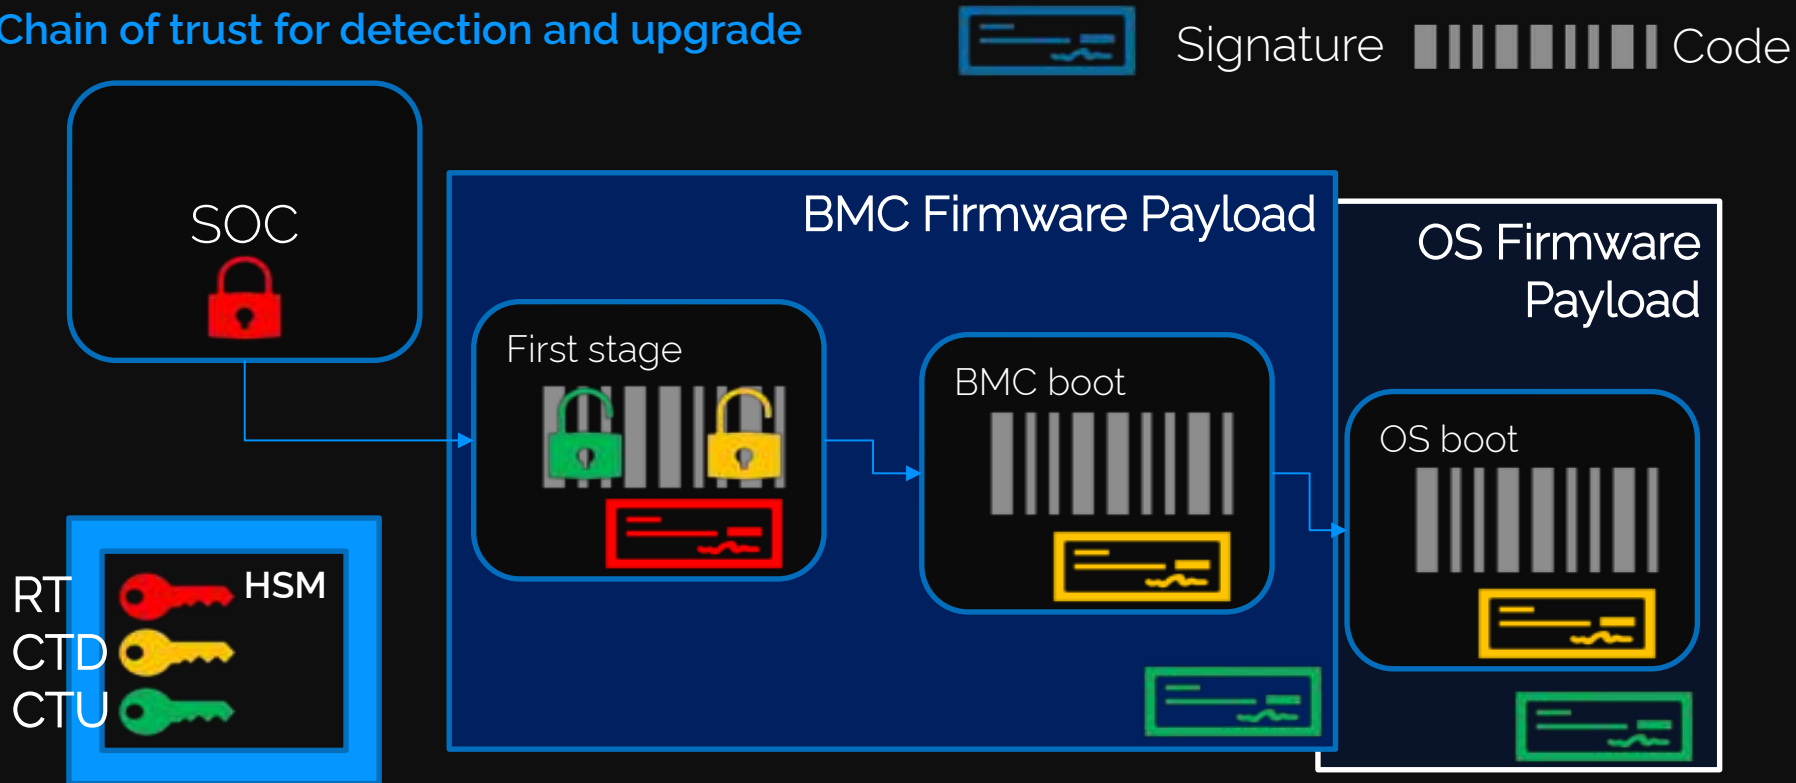 Chain of trust for detection and upgrade
Signature
Code
SOC
BMC Firmware Payload
OS Firmware
Payload
First stage
BMC boot
OS boot
HSM
RT
CTD
CTU